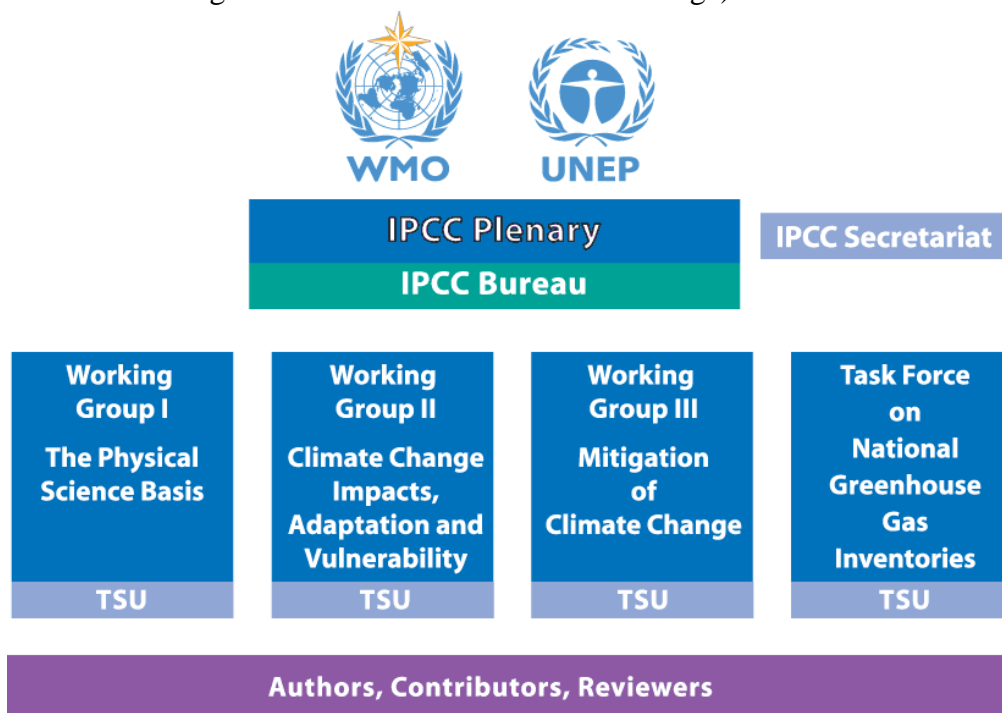 WMO
UNEP
IPCC Plenary
IPCC Secretariat
IPCC Bureau
Working
Group I
The Physical
Science Basis
TSU
Working
Group II
Climate Change
Impacts,
Adaptation and
Vulnerability
TSU
Working
Group III
Mitigation
of
Climate Change
TSU
Task Force
on
National
Greenhouse
Gas
Inventories
TSU
Authors, Contributors, Reviewers